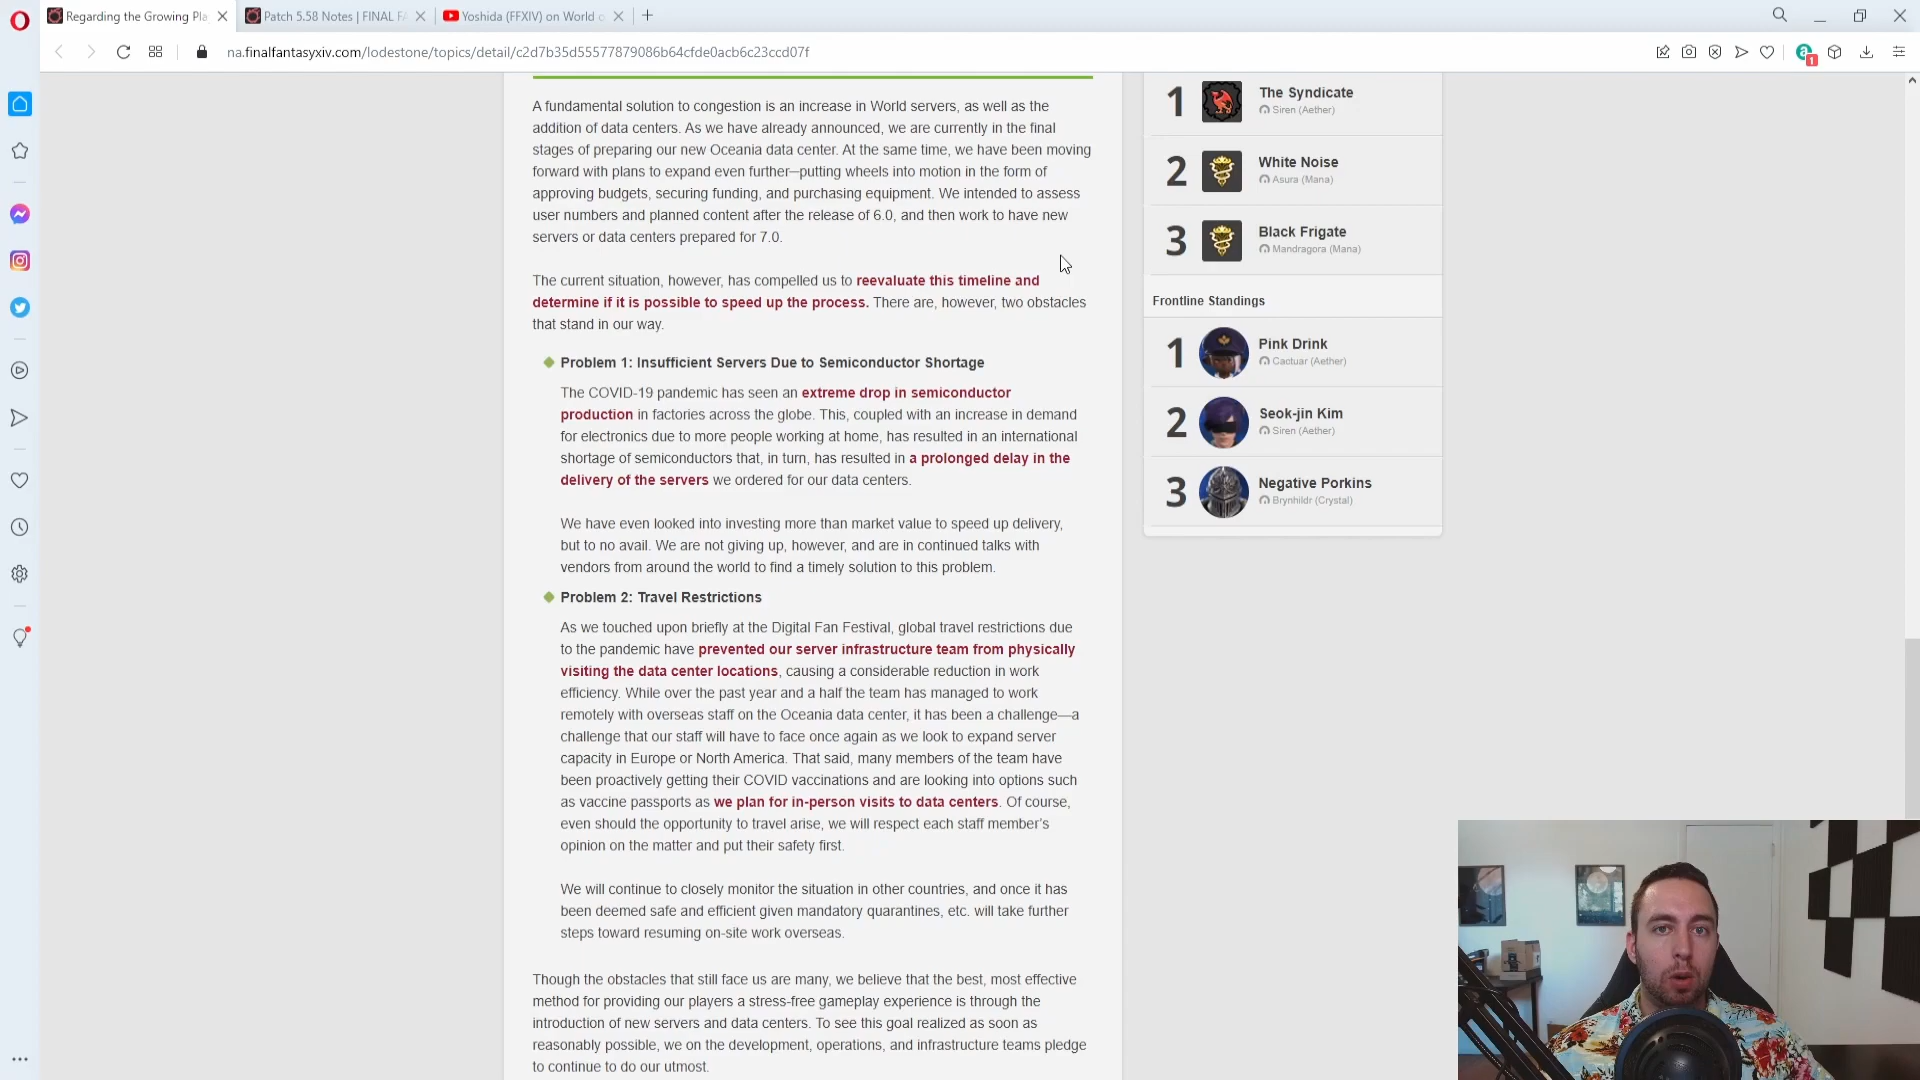 Regarding the Growing Pla
Patch 5.58 Notes | FINAL FA
Yoshida (FFXIV) on World o
na.finalfantasyxiv.com/lodestone/topics/detail/c2d7b35d55577879086b64cfde0acb6c23ccd07f
1
A fundamental solution to congestion is an increase in World servers, as well as the
addition of data centers. As we have already announced, we are currently in the final
stages of preparing our new Oceania data center. At the same time, we have been moving
forward with plans to expand even further—putting wheels into motion in the form of
approving budgets, securing funding, and purchasing equipment. We intended to assess
user numbers and planned content after the release of 6.0, and then work to have new
servers or data centers prepared for 7.0.
The current situation, however, has compelled us to reevaluate this timeline and
determine if it is possible to speed up the process. There are, however, two obstacles
that stand in our way.
Problem 1: Insufficient Servers Due to Semiconductor Shortage
The COVID-19 pandemic has seen an extreme drop in semiconductor
production in factories across the globe. This, coupled with an increase in demand
for electronics due to more people working at home, has resulted in an international
shortage of semiconductors that, in turn, has resulted in a prolonged delay in the
delivery of the servers we ordered for our data centers.
We have even looked into investing more than market value to speed up delivery,
but to no avail. We are not giving up, however, and are in continued talks with
vendors from around the world to find a timely solution to this problem.
Problem 2: Travel Restrictions
As we touched upon briefly at the Digital Fan Festival, global travel restrictions due
to the pandemic have prevented our server infrastructure team from physically
visiting the data center locations, causing a considerable reduction in work
efficiency. While over the past year and a half the team has managed to work
remotely with overseas staff on the Oceania data center, it has been a challenge—a
challenge that our staff will have to face once again as we look to expand server
capacity in Europe or North America. That said, many members of the team have
been proactively getting their COVID vaccinations and are looking into options such
as vaccine passports as we plan for in-person visits to data centers. Of course,
even should the opportunity to travel arise, we will respect each staff member's
opinion on the matter and put their safety first.
We will continue to closely monitor the situation in other countries, and once it has
been deemed safe and efficient given mandatory quarantines, etc. will take further
steps toward resuming on-site work overseas.
Though the obstacles that still face us are many, we believe that the best, most effective
method for providing our players a stress-free gameplay experience is through the
introduction of new servers and data centers. To see this goal realized as soon as
reasonably possible, we on the development, operations, and infrastructure teams pledge
to continue to do our utmost.
1 The Syndicate
Siren (Aether)
2 White Noise
Asura (Mana)
3 Black Frigate
Mandragora (Mana)
Frontline Standings
1 Pink Drink
Cactuar (Aether)
2 Seok-jin Kim
Siren (Aether)
3 Negative Porkins
Brynhildr (Crystal)